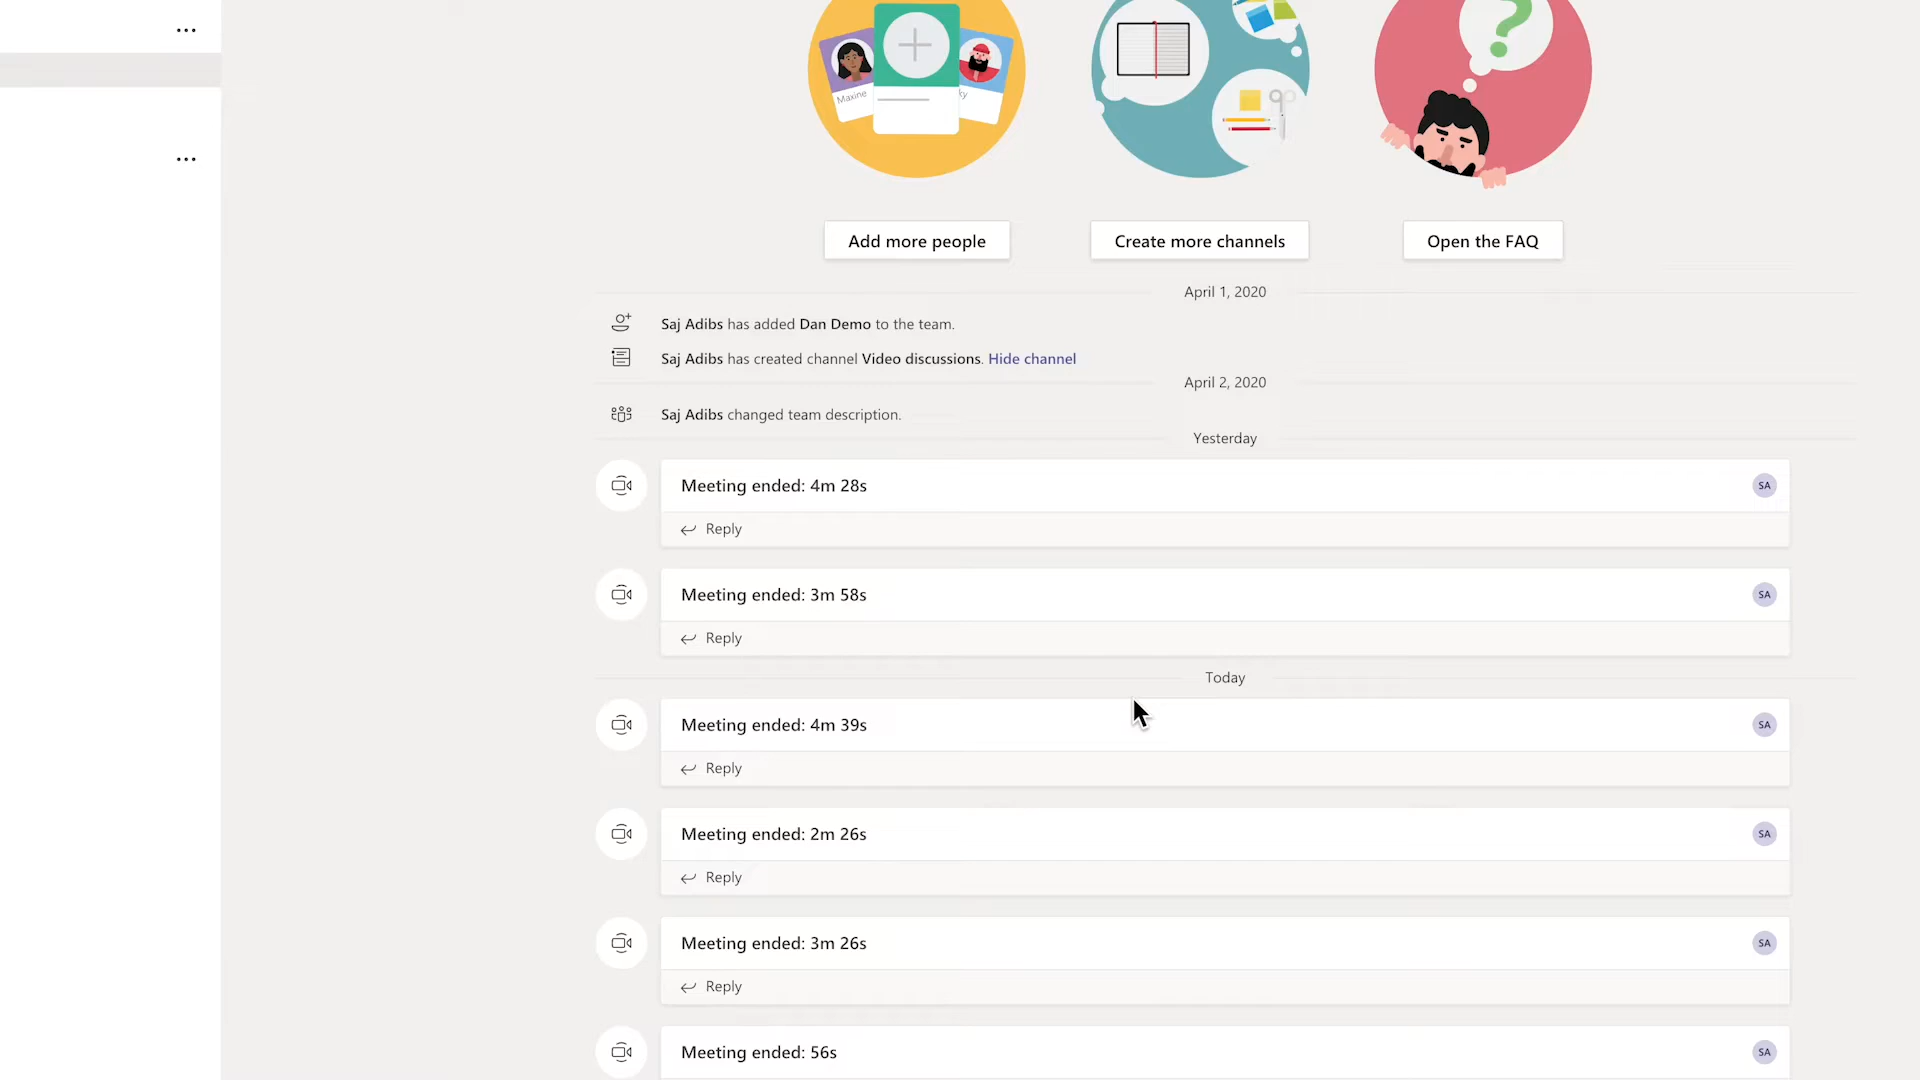 Maxine
ky
Add more people
Create more channels
Open the FAQ
April 1, 2020
Saj Adibs has added Dan Demo to the team.
Saj Adibs has created channel Video discussions. Hide channel
April 2, 2020
Saj Adibs changed team description.
Yesterday
Meeting ended: 4m 28s
SA
Reply
Meeting ended: 3m 58s
SA
Reply
Today
Meeting ended: 4m 39s
SA
Reply
Meeting ended: 2m 26s
SA
Reply
Meeting ended: 3m 26s
SA
Reply
Meeting ended: 56s
SA